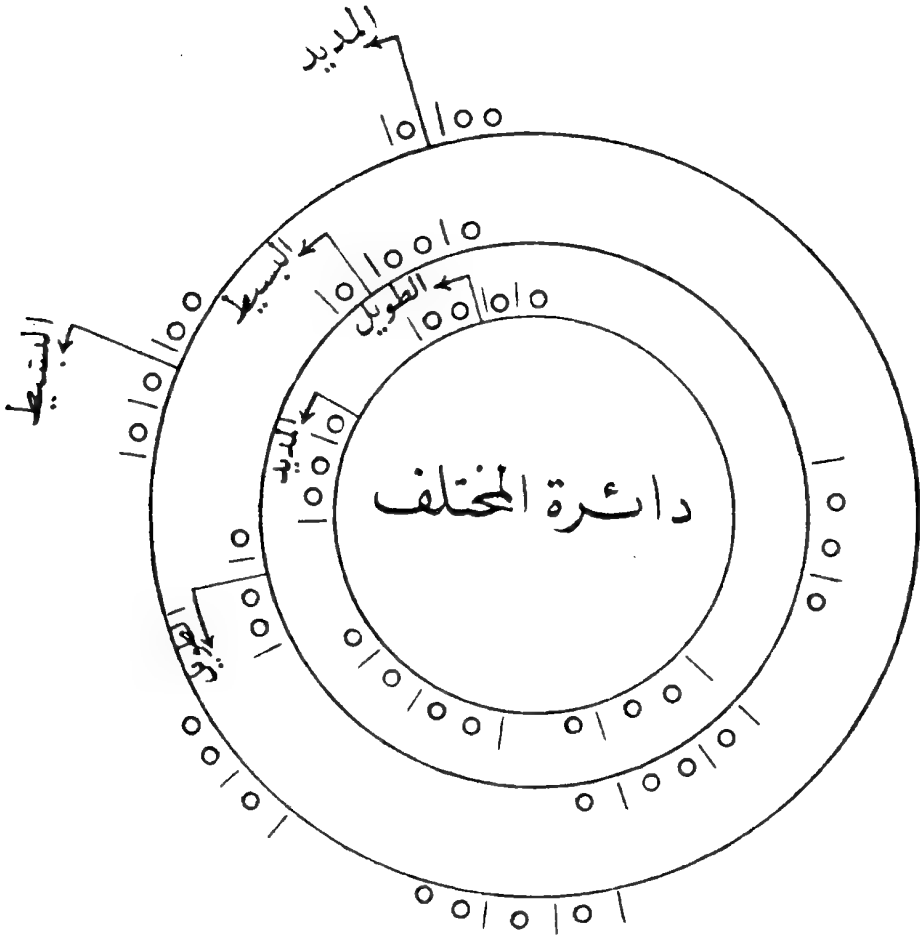 المديد
البسيط
الطويل
المديد
البسيط
دائرة المختلف
الطويل